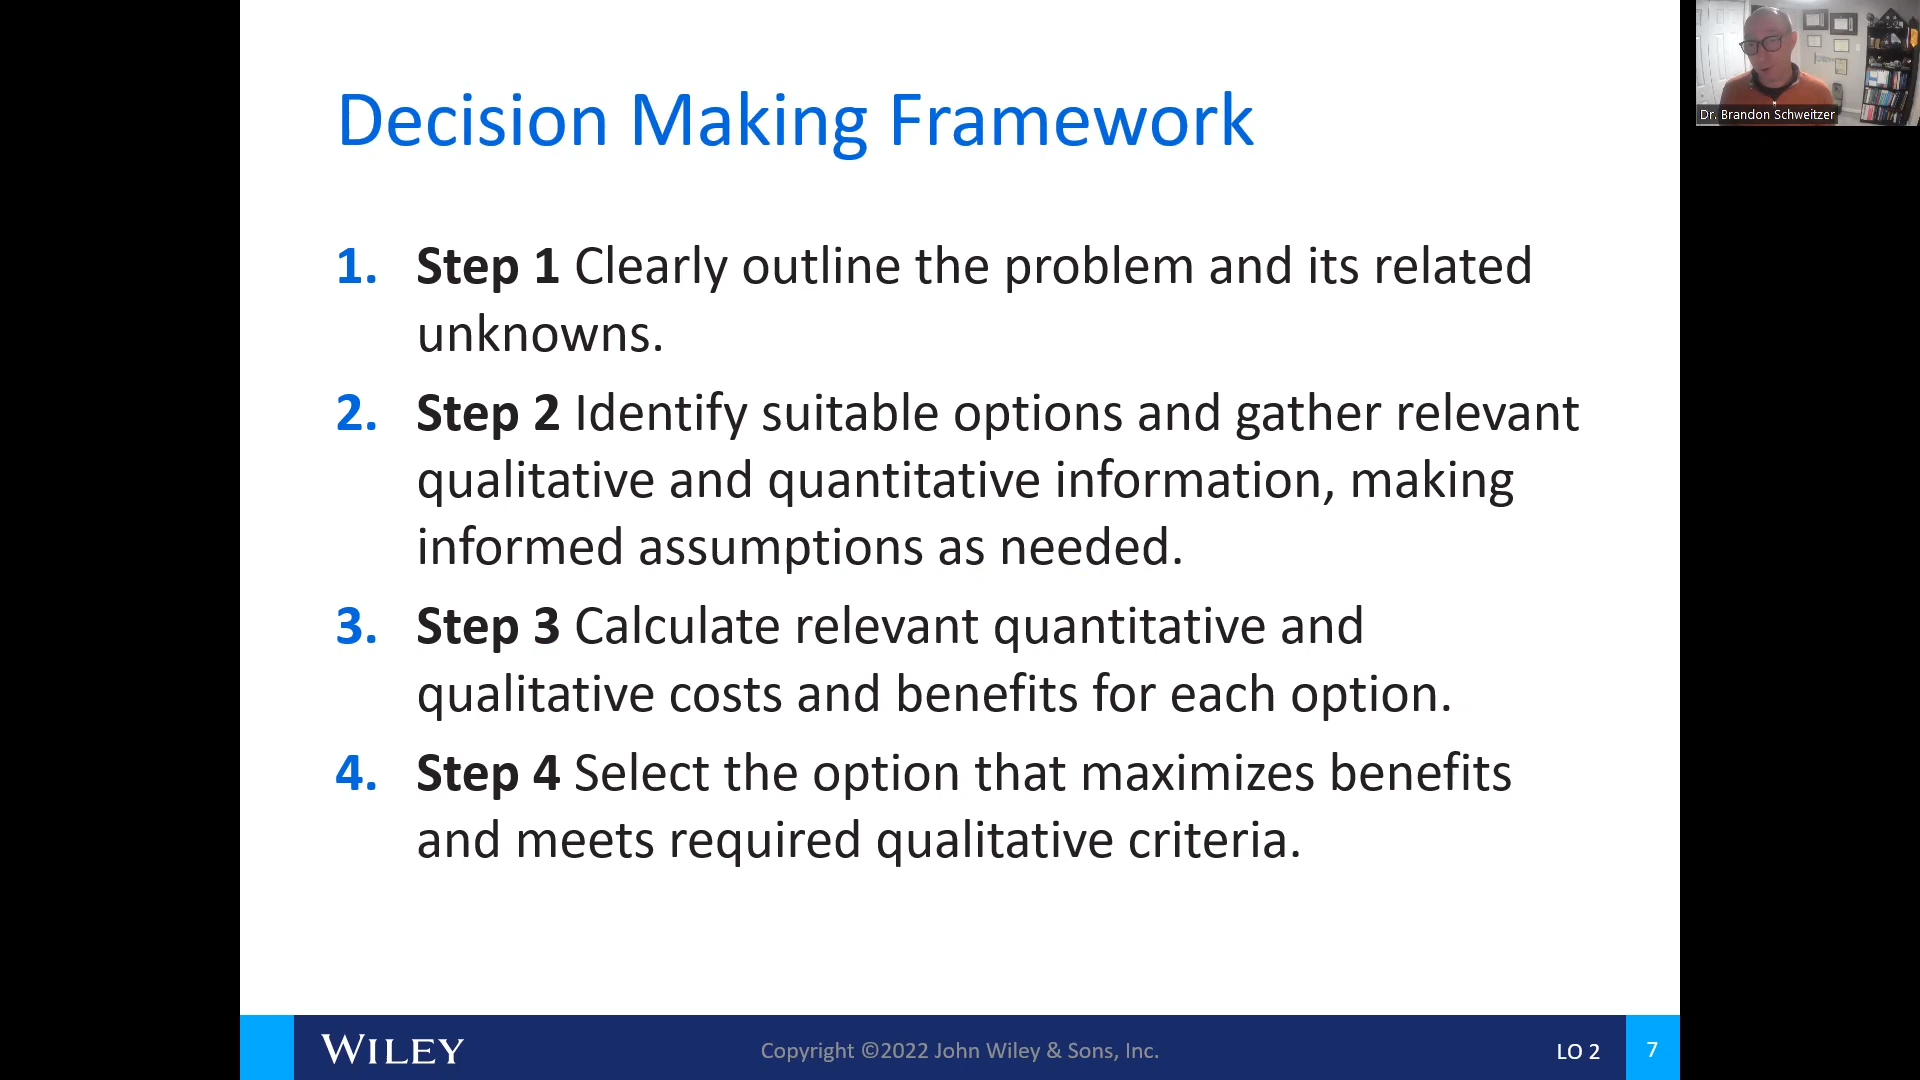 Decision Making Framework
1. Step 1 Clearly outline the problem and its related
unknowns.
2. Step 2 Identify suitable options and gather relevant
qualitative and quantitative information, making
informed assumptions as needed.
3. Step 3 Calculate relevant quantitative and
qualitative costs and benefits for each option.
4. Step 4 Select the option that maximizes benefits
and meets required qualitative criteria.
WILEY
Copyright ©2022 John Wiley & Sons, Inc.
LO 2
7
Dr. Brandon Schweitzer